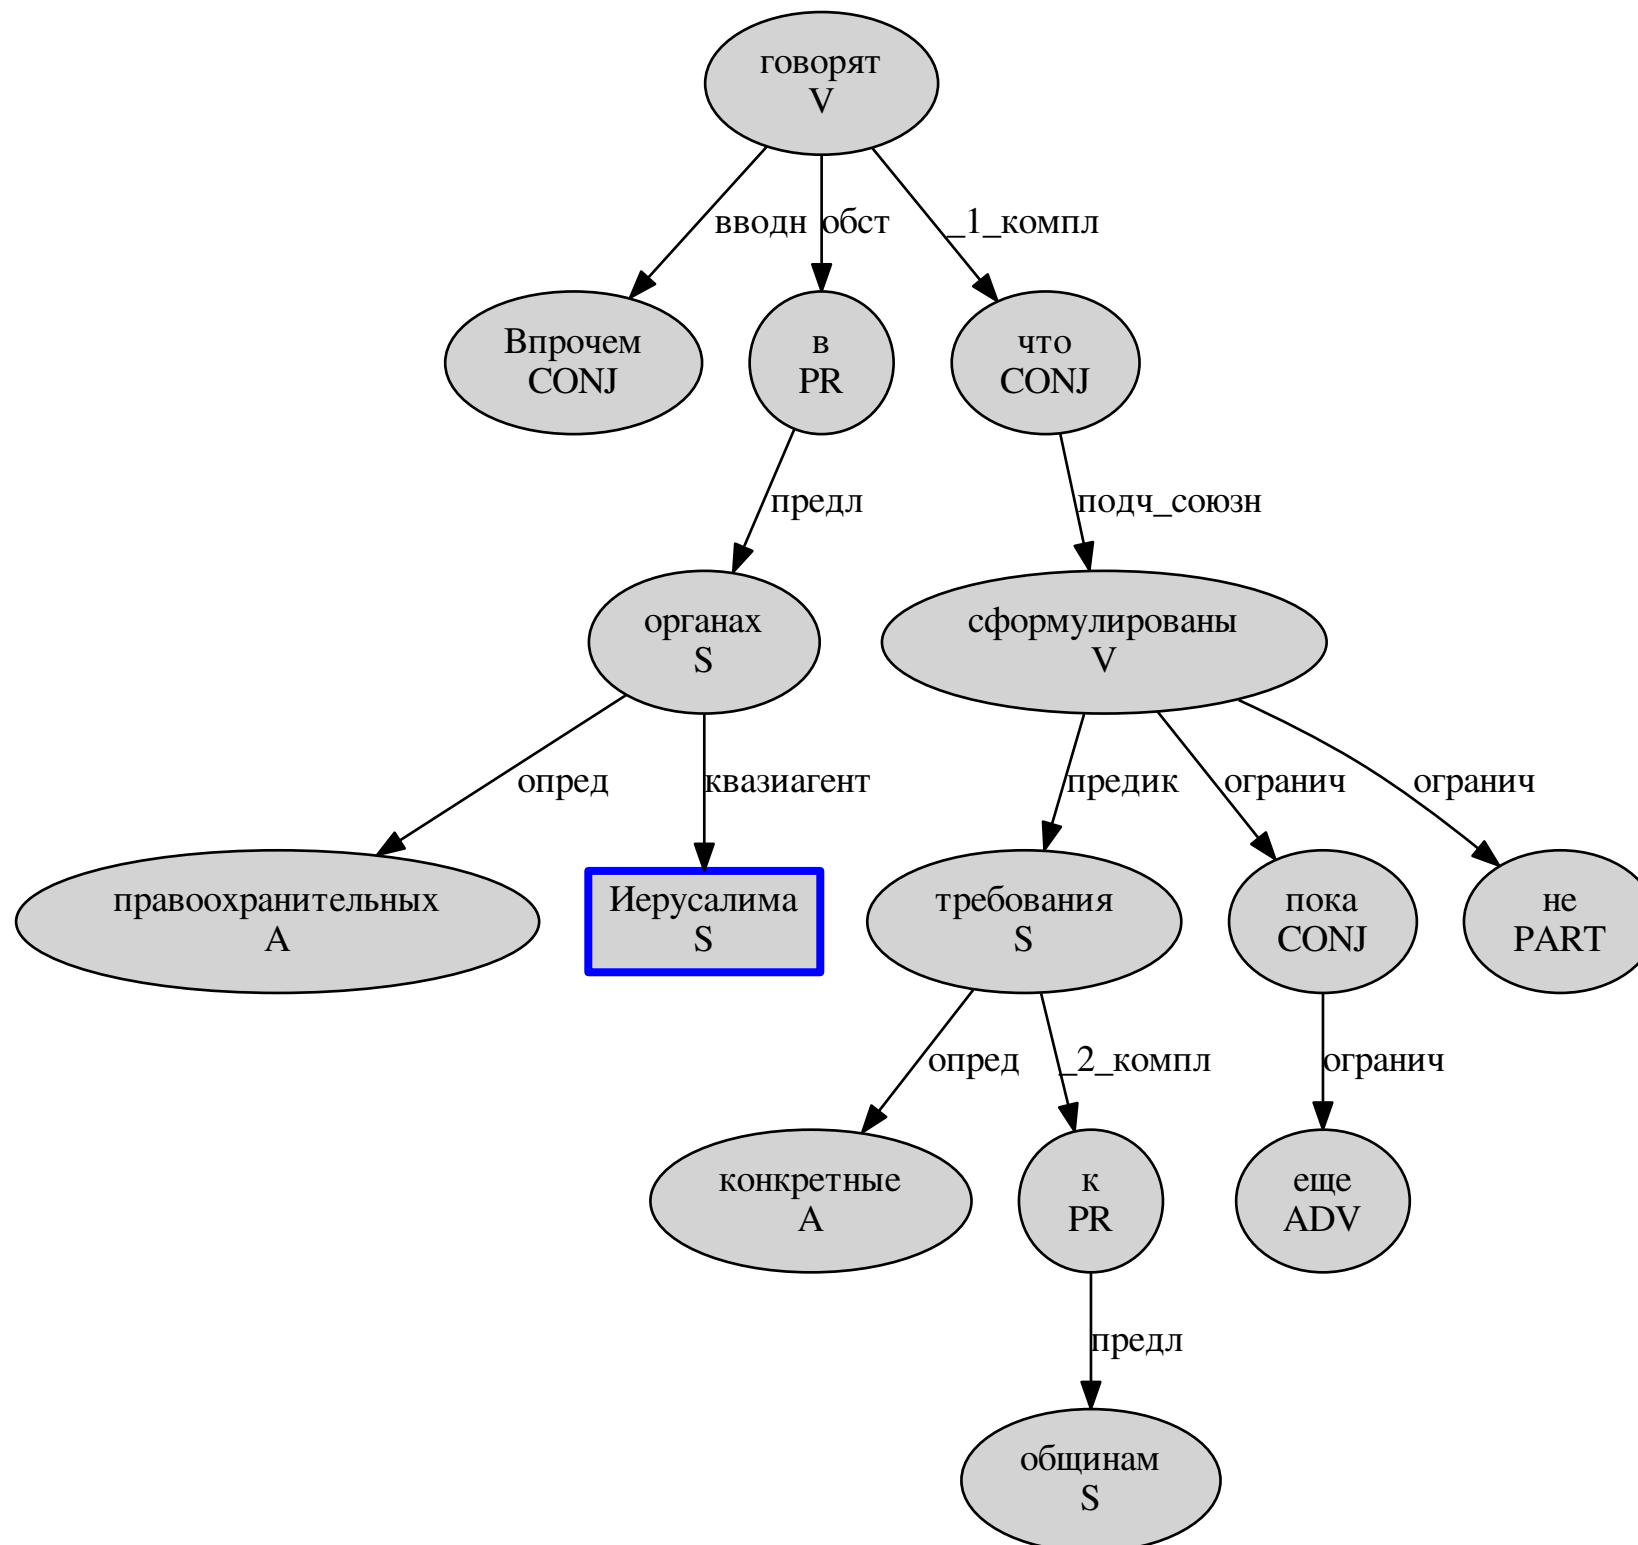 говорят
V
вводн
обст
_1_компл
Впрочем
CONJ
в
PR
что
CONJ
предл
подч_союзн
органах
S
сформулированы
V
опред
квазиагент
предик
огранич
огранич
правоохранительных
A
Иерусалима
S
требования
S
пока
CONJ
не
PART
опред
_2_компл
огранич
конкретные
A
к
PR
еще
ADV
предл
общинам
S